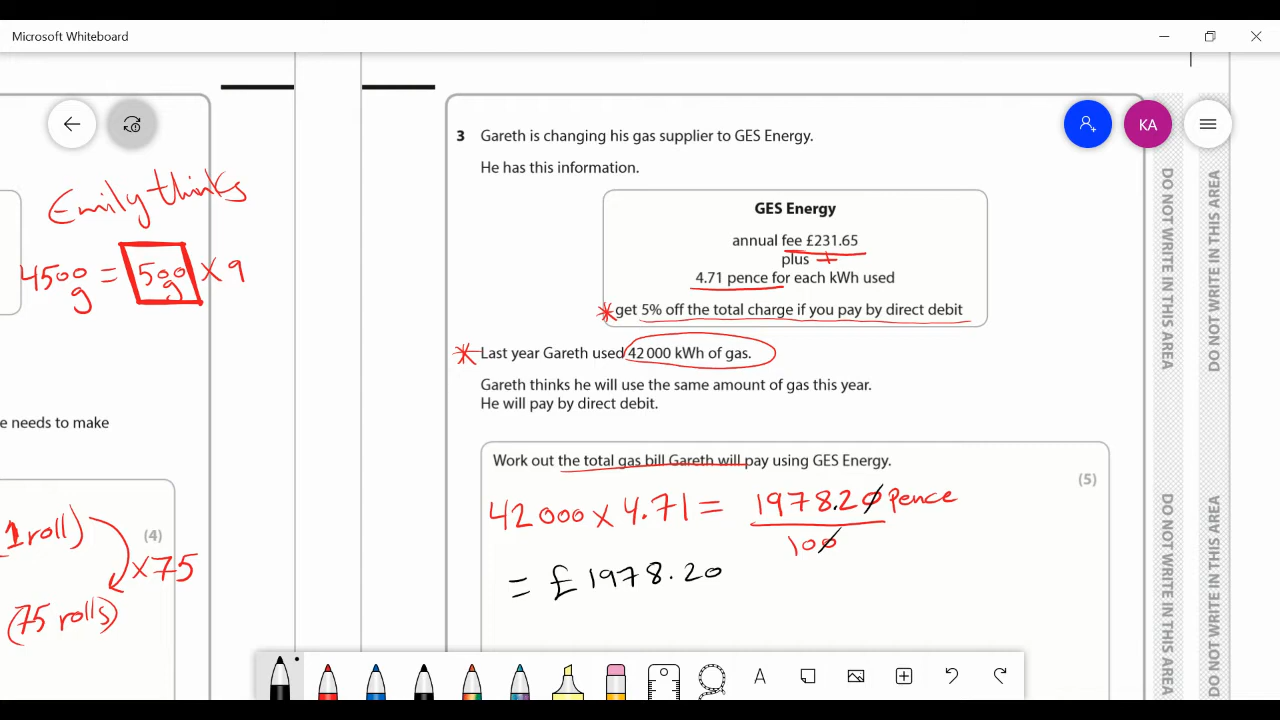 Microsoft Whiteboard
KA
Emily thinks
4500 g = 500 g × 9
e needs to make
(4)
1 roll)
×75
(75 rolls)
3 Gareth is changing his gas supplier to GES Energy.
He has this information.
GES Energy
annual fee £231.65
plus +
4.71 pence for each kWh used
* get 5% off the total charge if you pay by direct debit
* Last year Gareth used 42 000 kWh of gas.
Gareth thinks he will use the same amount of gas this year.
He will pay by direct debit.
Work out the total gas bill Gareth will pay using GES Energy.
(5)
42 000 × 4.71 = 1978.20 Pence
100
= £1978.20
A
DO NOT WRITE IN THIS AREA
DO NOT WRITE IN THIS AREA
DO NOT WRITE IN THIS AREA
DO NOT WRITE IN THIS AREA